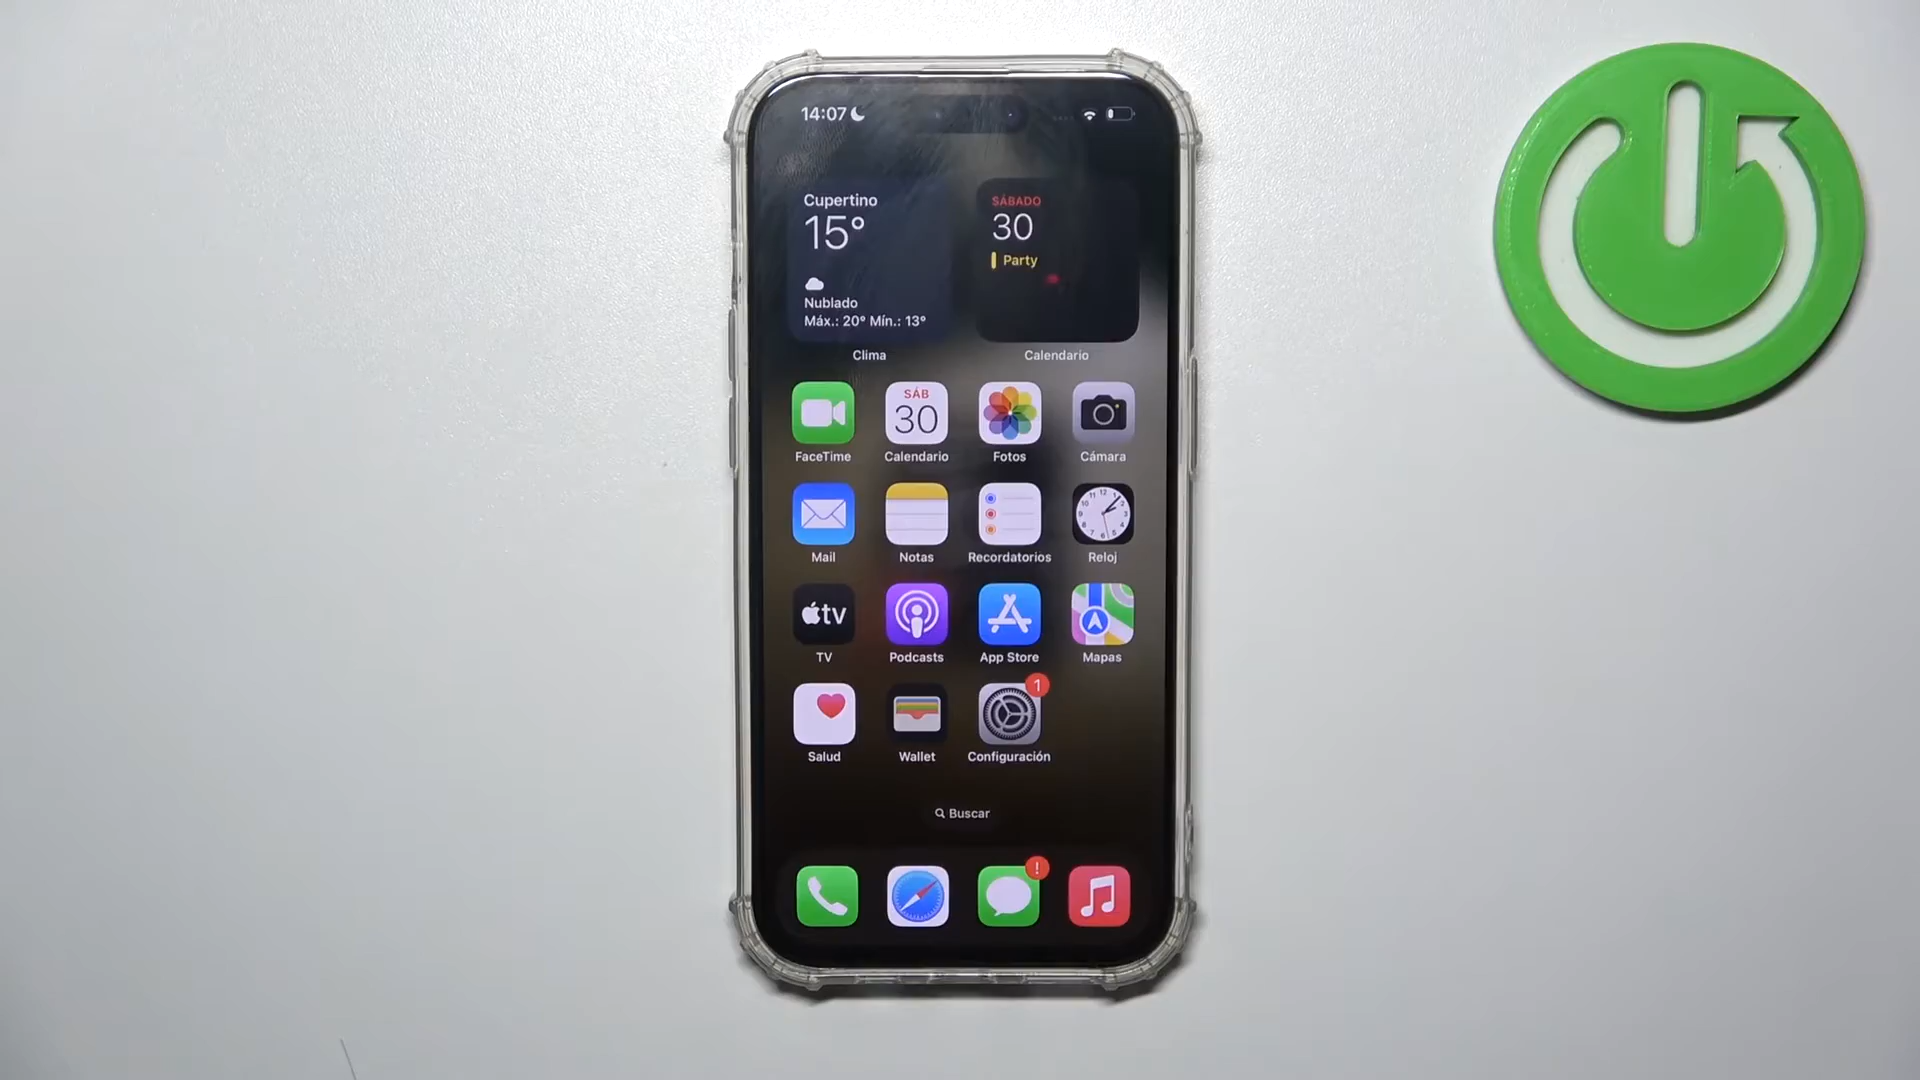 14:07
Cupertino
15°
Nublado
Máx.: 20° Mín.: 13°
Clima
SÁBADO
30
Party
Calendario
SÁB
30
FaceTime
Calendario
Fotos
Cámara
Mail
Notas
Recordatorios
Reloj
tv
TV
Podcasts
App Store
Mapas
1
Salud
Wallet
Configuración
Buscar
!